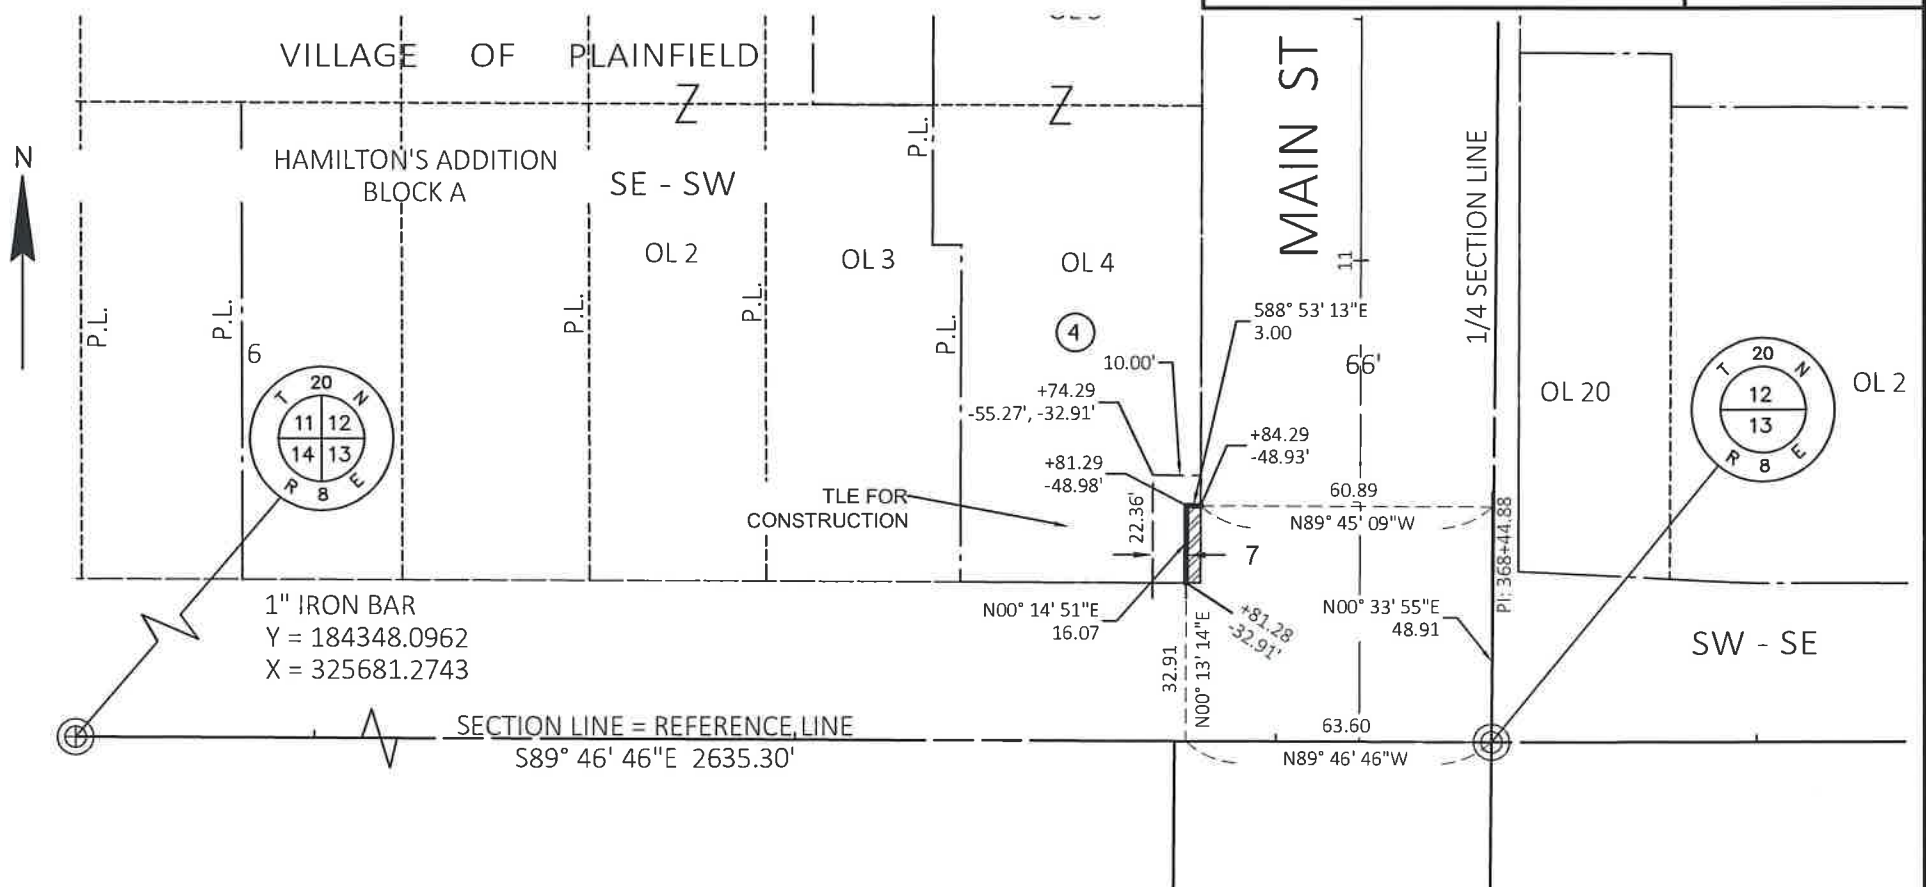 VILLAGE OF PLAINFIELD
Z
Z
HAMILTON'S ADDITION
BLOCK A
SE - SW
N
P.L.
P.L.
P.L.
P.L.
P.L.
P.L.
OL 2
OL 3
OL 4
4
MAIN ST
11
66'
1/4 SECTION LINE
S88° 53' 13"E
3.00
10.00'
+74.29
-55.27', -32.91'
+81.29
-48.98'
+84.29
-48.93'
22.36'
7
TLE FOR
CONSTRUCTION
60.89
N89° 45' 09"W
PI: 368+44.88
N00° 14' 51"E
16.07
+81.28
-32.91'
32.91
N00° 13' 14"E
N00° 33' 55"E
48.91
63.60
N89° 46' 46"W
6
20
T N
11 12
14 13
R 8 E
20
T N
12
13
R 8 E
OL 20
OL 2
SW - SE
1" IRON BAR
Y = 184348.0962
X = 325681.2743
SECTION LINE = REFERENCE LINE
S89° 46' 46"E 2635.30'